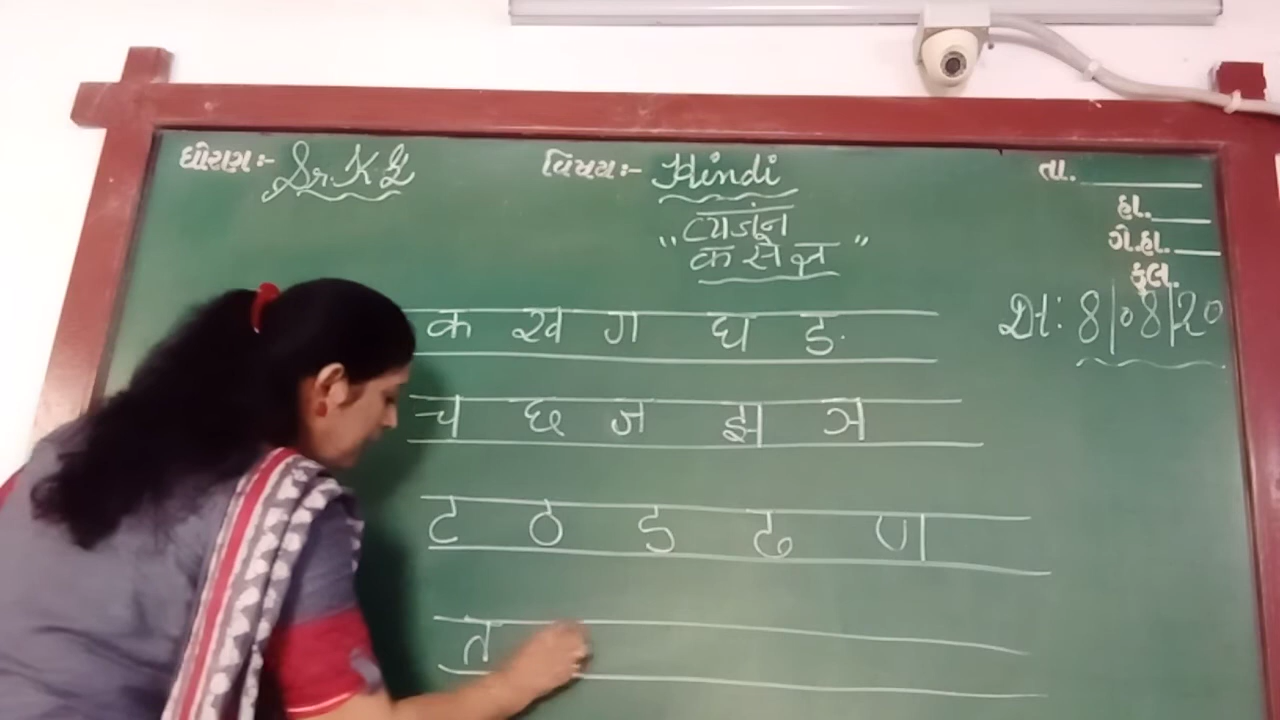 ધોરણઃ- Sr. KG
વિષયઃ- Hindi
તા.
હા.
ગે.હા.
કુલ.
Dt: 8/08/20
"व्यंजन
क से ज्ञ"
क ख ग घ ङ
च छ ज झ ञ
ट ठ ड ढ ण
त